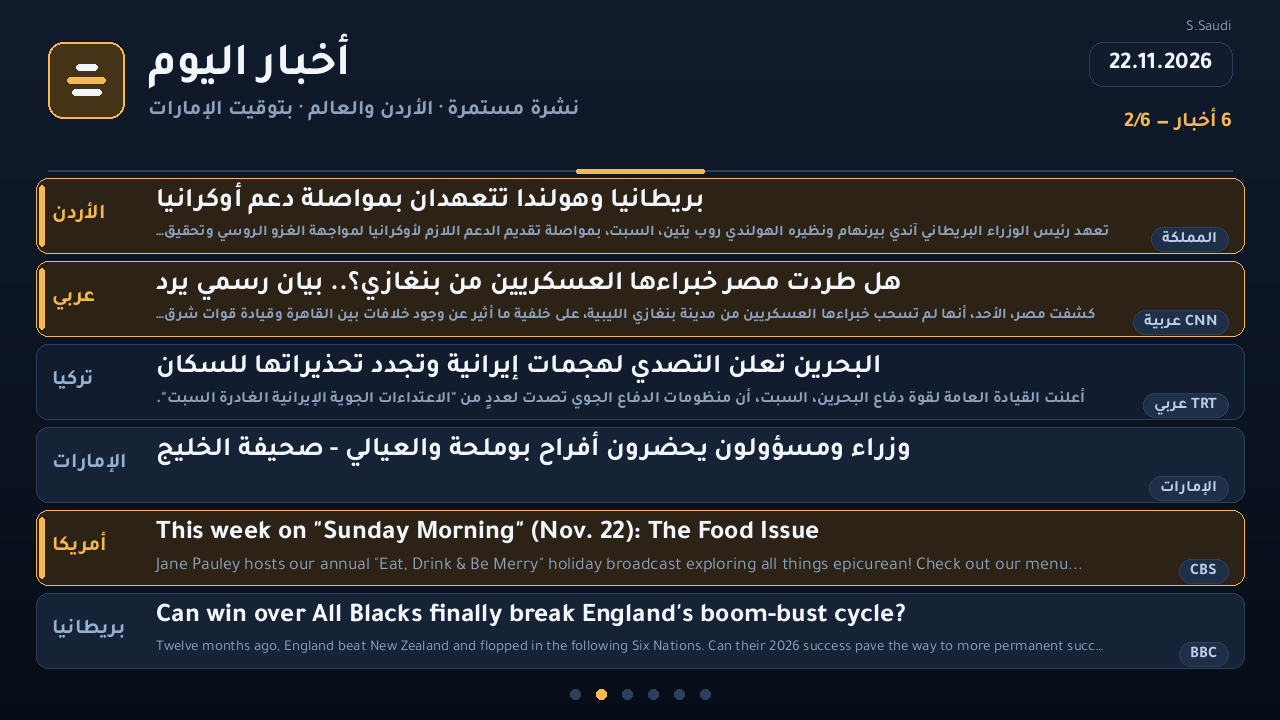 S.Saudi
أخبار اليوم
22.11.2026
نشرة مستمرة · الأردن والعالم · بتوقيت الإمارات
6 أخبار — 2/6
الأردن
بريطانيا وهولندا تتعهدان بمواصلة دعم أوكرانيا
تعهد رئيس الوزراء البريطاني آندي بيرنهام ونظيره الهولندي روب يتين، السبت، بمواصلة تقديم الدعم اللازم لأوكرانيا لمواجهة الغزو الروسي وتحقيق...
المملكة
عربي
هل طردت مصر خبراءها العسكريين من بنغازي؟.. بيان رسمي يرد
كشفت مصر، الأحد، أنها لم تسحب خبراءها العسكريين من مدينة بنغازي الليبية، على خلفية ما أثير عن وجود خلافات بين القاهرة وقيادة قوات شرق...
CNN عربية
تركيا
البحرين تعلن التصدي لهجمات إيرانية وتجدد تحذيراتها للسكان
أعلنت القيادة العامة لقوة دفاع البحرين، السبت، أن منظومات الدفاع الجوي تصدت لعددٍ من "الاعتداءات الجوية الإيرانية الغادرة السبت".
TRT عربي
الإمارات
وزراء ومسؤولون يحضرون أفراح بوملحة والعيالي - صحيفة الخليج
الإمارات
أمريكا
This week on "Sunday Morning" (Nov. 22): The Food Issue
Jane Pauley hosts our annual "Eat, Drink & Be Merry" holiday broadcast exploring all things epicurean! Check out our menu...
CBS
بريطانيا
Can win over All Blacks finally break England's boom-bust cycle?
Twelve months ago, England beat New Zealand and flopped in the following Six Nations. Can their 2026 success pave the way to more permanent succ...
BBC